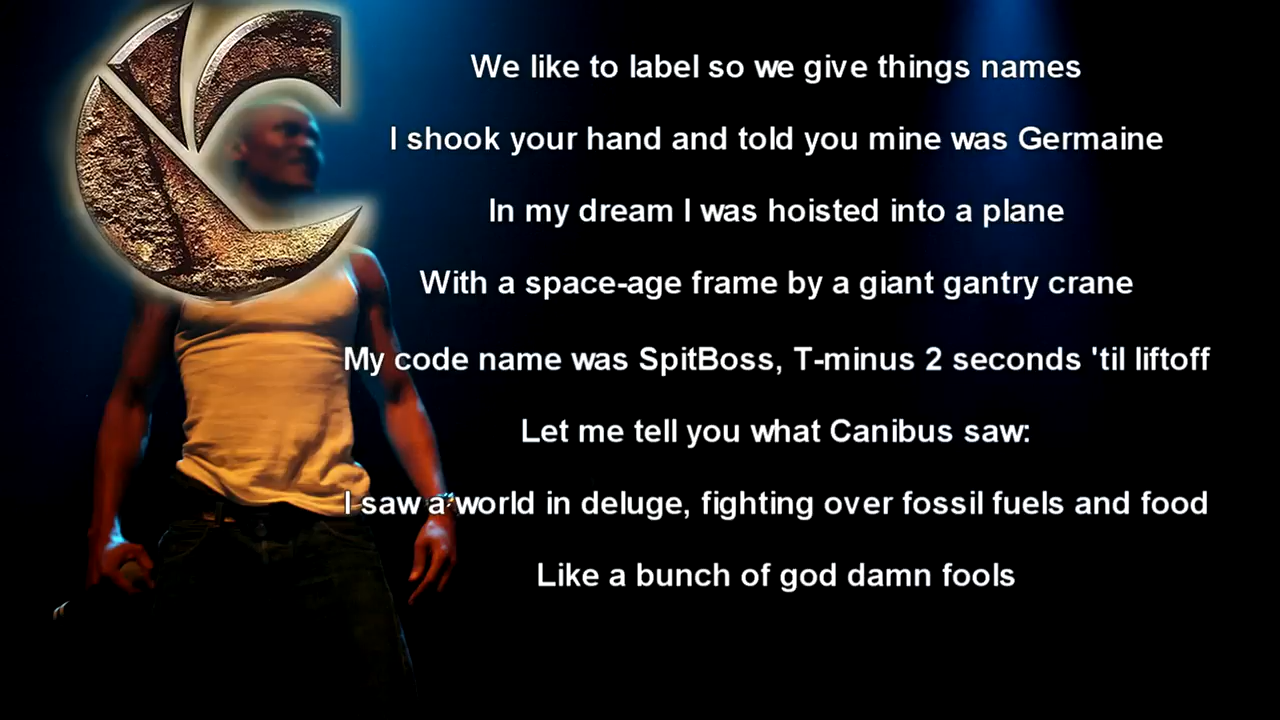 We like to label so we give things names
I shook your hand and told you mine was Germaine
In my dream I was hoisted into a plane
With a space-age frame by a giant gantry crane
My code name was SpitBoss, T-minus 2 seconds 'til liftoff
Let me tell you what Canibus saw:
I saw a world in deluge, fighting over fossil fuels and food
Like a bunch of god damn fools